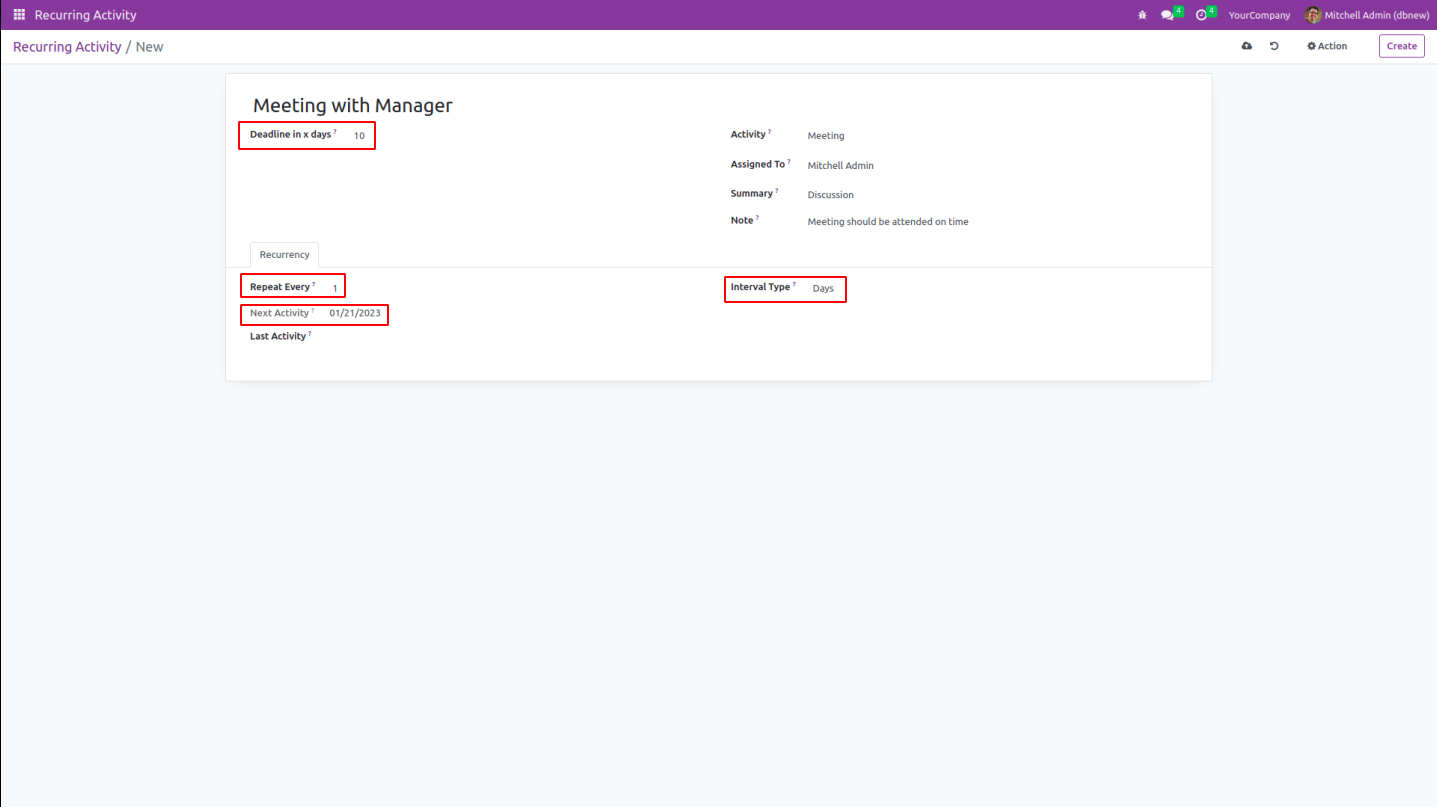 Recurring Activity 4 4 YourCompany Mitchell Admin (dbnew)
Recurring Activity / New Action Create
Meeting with Manager
Deadline in x days ? 10 Activity ? Meeting
Assigned To ? Mitchell Admin
Summary ? Discussion
Note ? Meeting should be attended on time
Recurrency
Repeat Every ? 1 Interval Type ? Days
Next Activity ? 01/21/2023
Last Activity ?